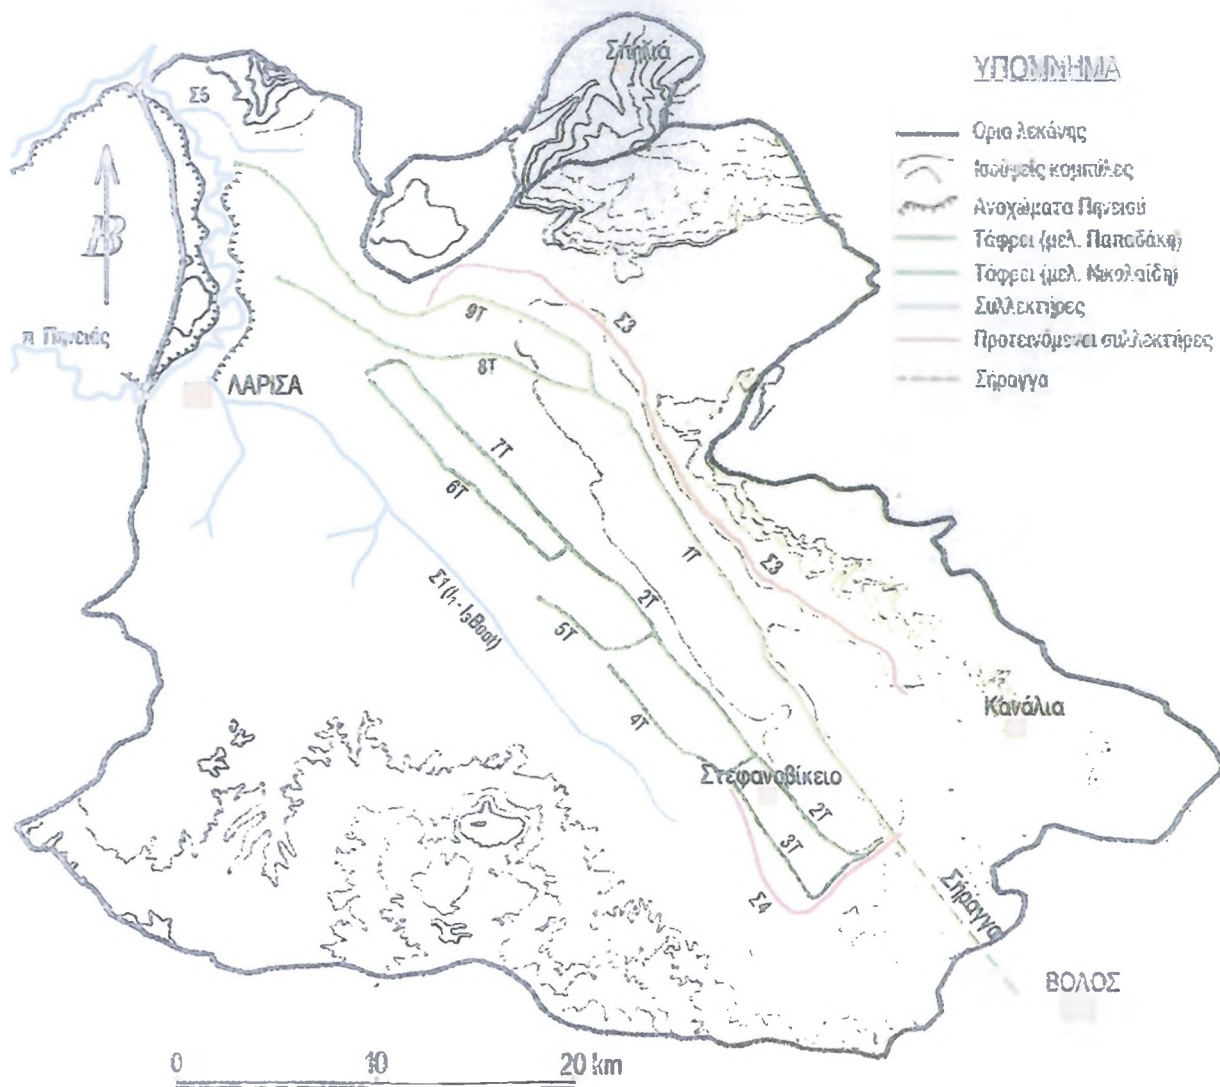 Σπηλιά
ΥΠΟΜΝΗΜΑ
Σ5
Όρια λεκάνης
Ισοϋψείς καμπύλες
Αναχώματα Πηνειού
Β
Τάφροι (μελ. Παπαδάκη)
Τάφροι (μελ. Νικολαΐδη)
Συλλεκτήρες
π Πηνειός
Προτεινόμενοι συλλεκτήρες
Σήραγγα
9Τ
Σ3
8Τ
ΛΑΡΙΣΑ
7Τ
6Τ
1Τ
Σ3
2Τ
5Τ
4Τ
Κανάλια
Στεφανοβίκειο
2Τ
3Τ
Σ4
Σήραγγα
ΒΟΛΟΣ
0 10 20 km